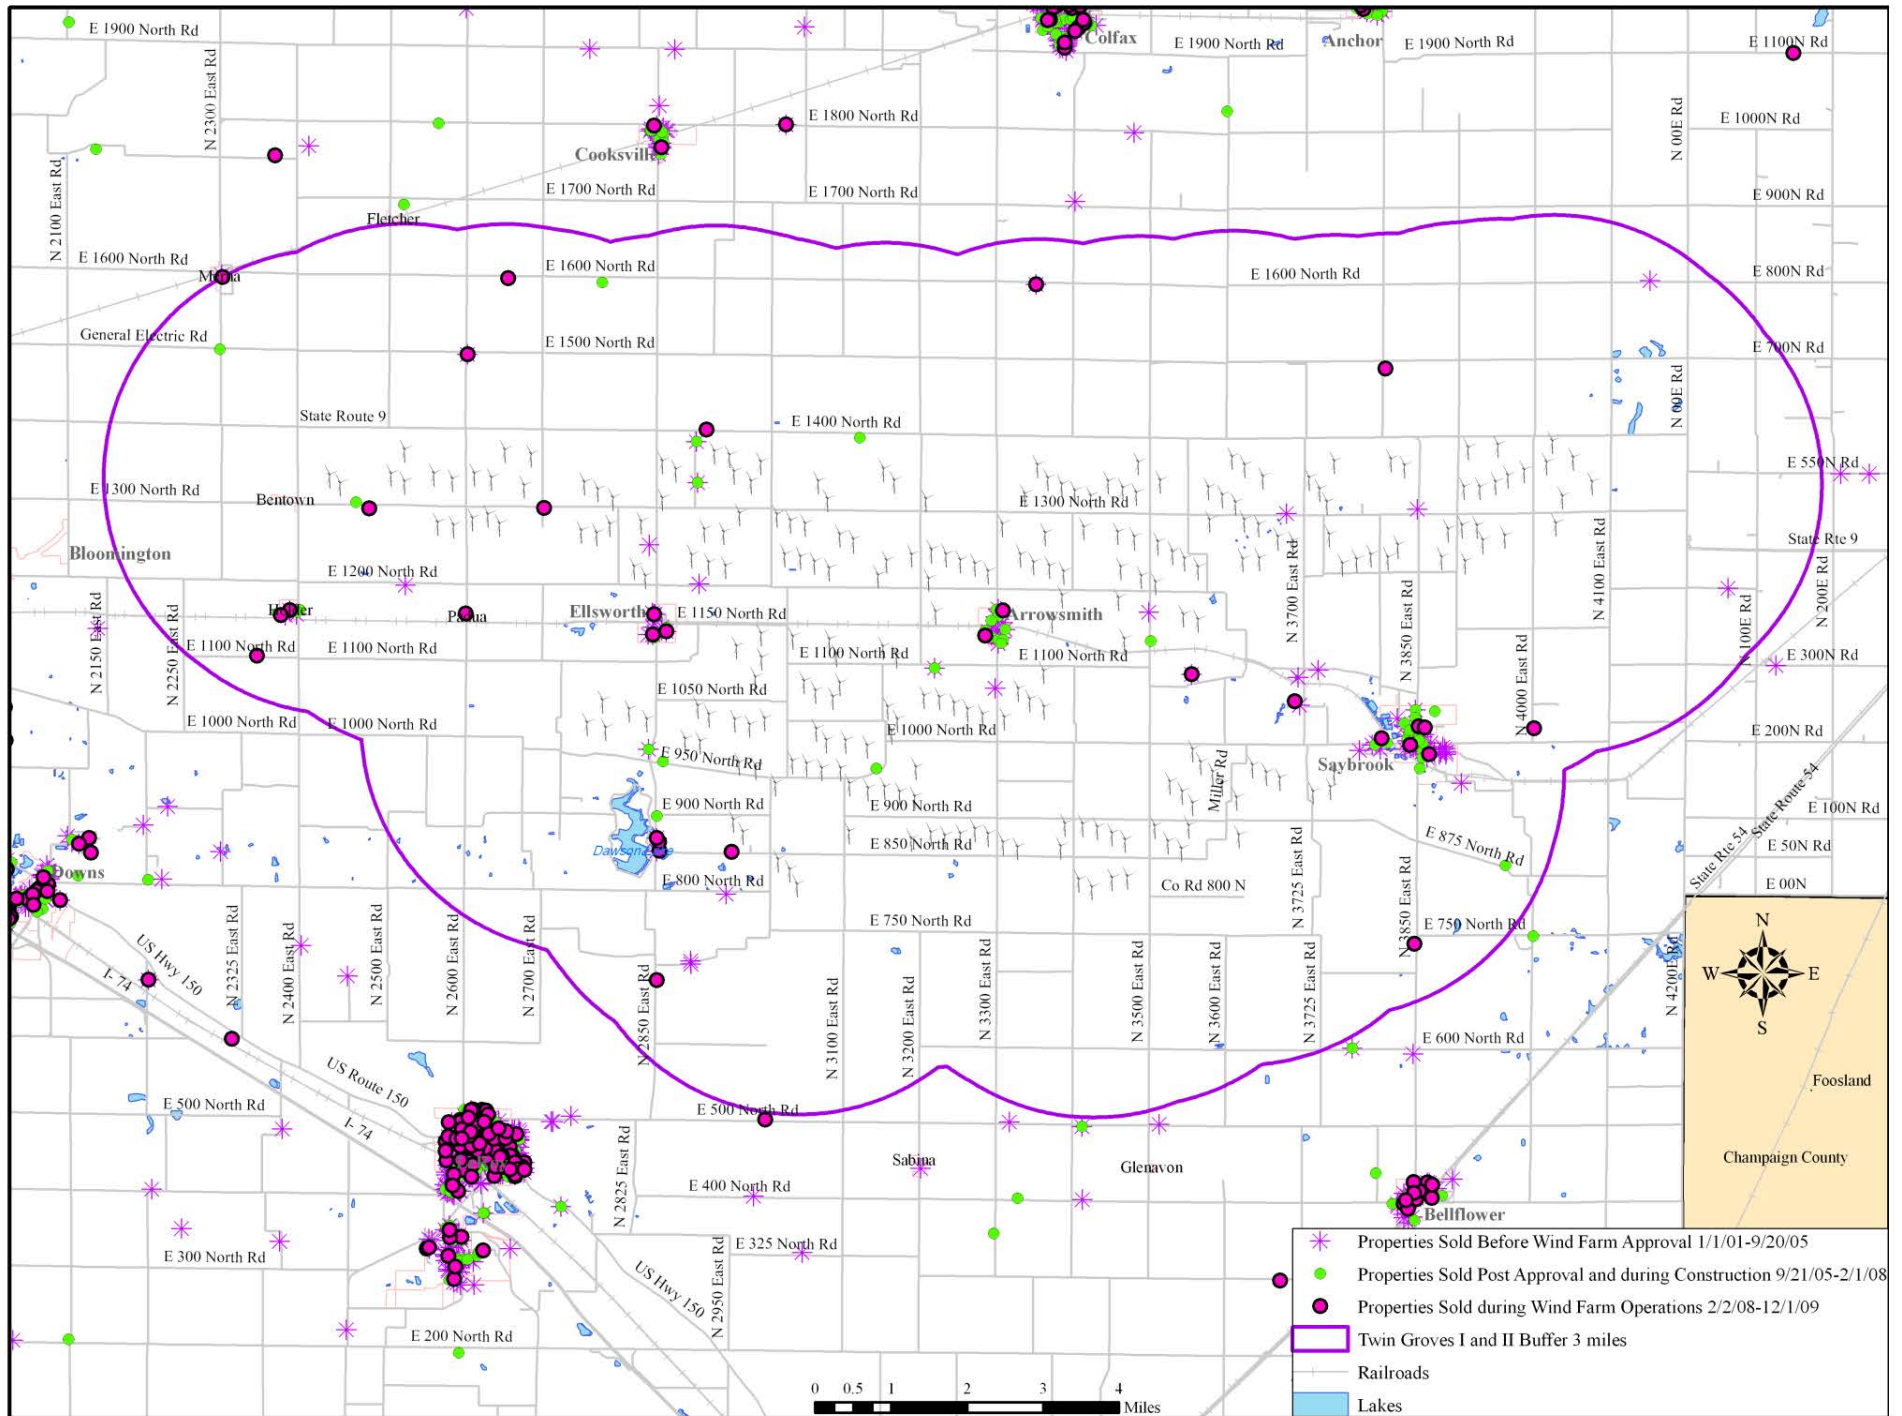 E 1900 North Rd
Colfax
E 1900 North Rd
Anchor
E 1900 North Rd
E 1100N Rd
N 2300 East Rd
E 1800 North Rd
N 00E Rd
E 1000N Rd
Cooksville
N 2100 East Rd
E 1700 North Rd
E 1700 North Rd
E 900N Rd
Fletcher
E 1600 North Rd
Merna
E 1600 North Rd
E 1600 North Rd
E 800N Rd
General Electric Rd
E 1500 North Rd
E 700N Rd
N 00E Rd
State Route 9
E 1400 North Rd
E 550N Rd
E 1300 North Rd
Bentown
E 1300 North Rd
Bloomington
N 4100 East Rd
State Rte 9
N 3700 East Rd
E 1200 North Rd
N 3850 East Rd
N 200E Rd
N 2150 East Rd
N 2250 East Rd
Holder
Padua
Ellsworth
E 1150 North Rd
Arrowsmith
N 100E Rd
E 1100 North Rd
E 1100 North Rd
E 1100 North Rd
E 1100 North Rd
E 300N Rd
N 4000 East Rd
E 1050 North Rd
E 1000 North Rd
E 1000 North Rd
E 1000 North Rd
E 200N Rd
E 950 North Rd
Miller Rd
Saybrook
State Route 54
State Rte 54
E 900 North Rd
E 900 North Rd
E 100N Rd
E 875 North Rd
E 850 North Rd
E 50N Rd
Downs
E 800 North Rd
Co Rd 800 N
E 00N
N 3725 East Rd
N 3850 East Rd
E 750 North Rd
E 750 North Rd
US Hwy 150
I- 74
N 2325 East Rd
N 2400 East Rd
N 2500 East Rd
N 2600 East Rd
N 2700 East Rd
N 2850 East Rd
N 3100 East Rd
N 3200 East Rd
N 3300 East Rd
N 3500 East Rd
N 3600 East Rd
N 3725 East Rd
N 4200E Rd
N
W E
S
E 600 North Rd
US Route 150
I- 74
E 500 North Rd
E 500 North Rd
Foosland
N 2825 East Rd
Sabina
Glenavon
Champaign County
E 400 North Rd
Bellflower
E 300 North Rd
E 325 North Rd
US Hwy 150
N 2950 East Rd
E 200 North Rd
Properties Sold Before Wind Farm Approval 1/1/01-9/20/05
Properties Sold Post Approval and during Construction 9/21/05-2/1/08
Properties Sold during Wind Farm Operations 2/2/08-12/1/09
Twin Groves I and II Buffer 3 miles
Railroads
Lakes
0 0.5 1 2 3 4
Miles